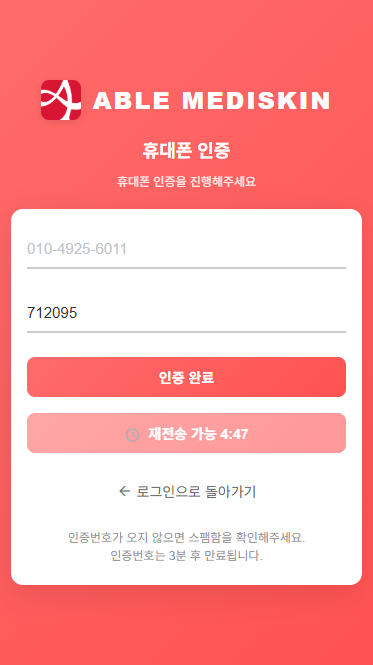 ABLE MEDISKIN
휴대폰 인증
휴대폰 인증을 진행해주세요
010-4925-6011
712095
인증 완료
재전송 가능 4:47
← 로그인으로 돌아가기
인증번호가 오지 않으면 스팸함을 확인해주세요.
인증번호는 3분 후 만료됩니다.